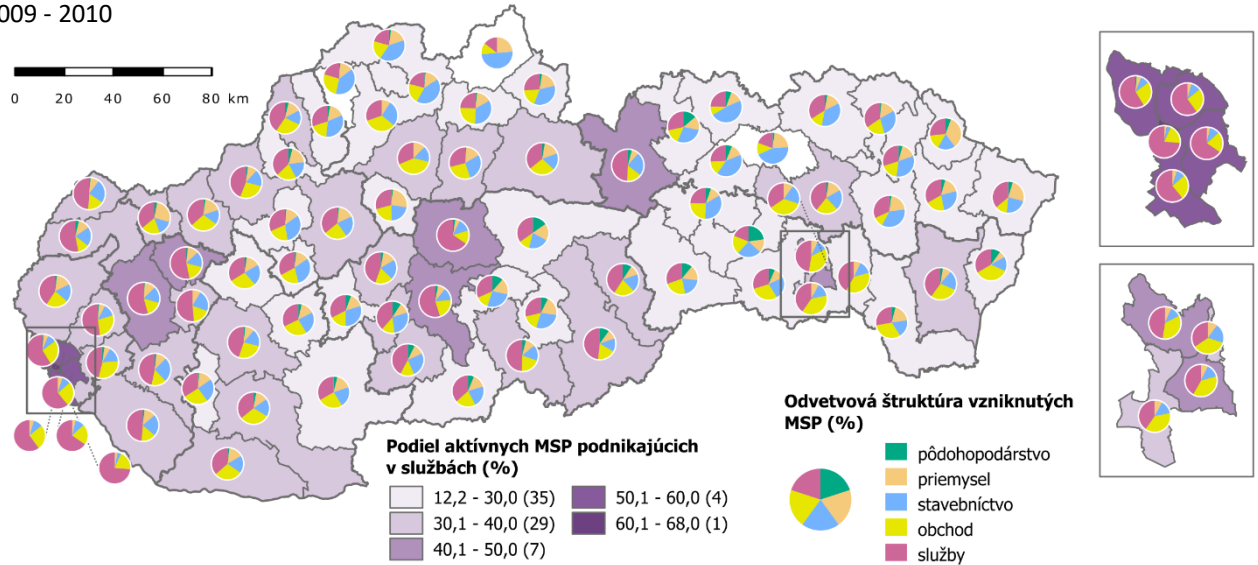 009 - 2010
0 20 40 60 80 km
Podiel aktívnych MSP podnikajúcich
v službách (%)
12,2 - 30,0 (35)
30,1 - 40,0 (29)
40,1 - 50,0 (7)
50,1 - 60,0 (4)
60,1 - 68,0 (1)
Odvetvová štruktúra vzniknutých
MSP (%)
pôdohopodárstvo
priemysel
stavebníctvo
obchod
služby